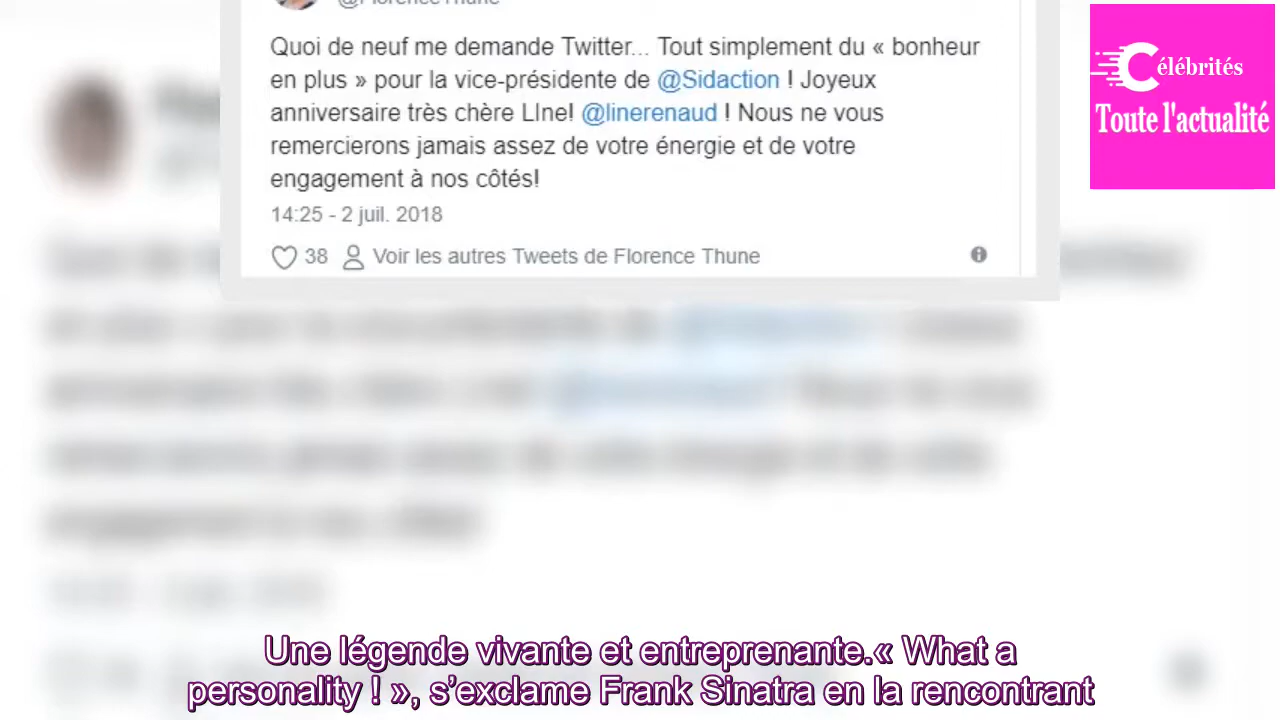 @FlorenceThune
Quoi de neuf me demande Twitter... Tout simplement du « bonheur
en plus » pour la vice-présidente de @Sidaction ! Joyeux
anniversaire très chère LIne! @linerenaud ! Nous ne vous
remercierons jamais assez de votre énergie et de votre
engagement à nos côtés!
14:25 - 2 juil. 2018
38 Voir les autres Tweets de Florence Thune
Célébrités
Toute l'actualité
Une légende vivante et entreprenante.« What a
personality ! », s’exclame Frank Sinatra en la rencontrant